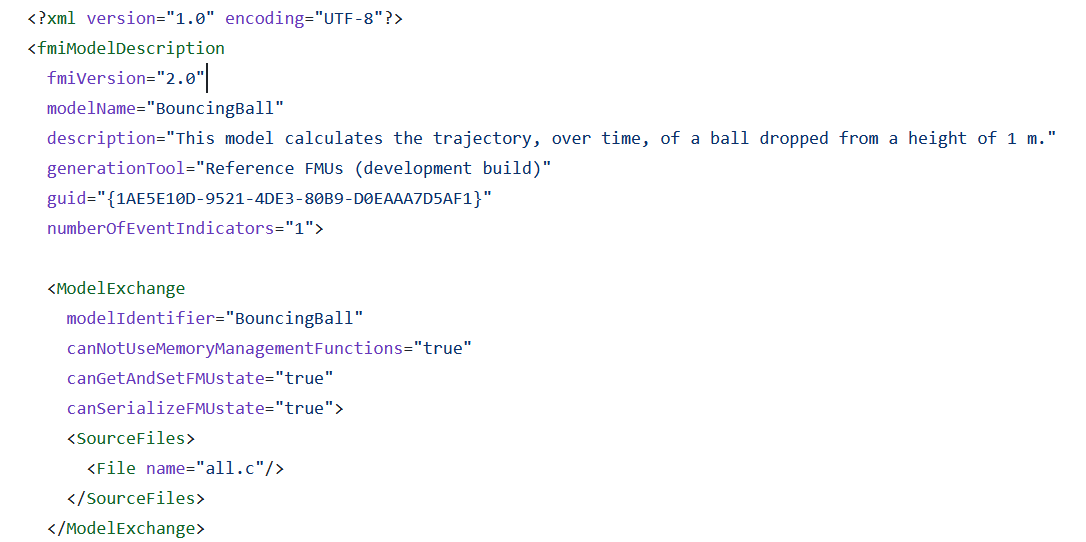 <?xml version="1.0" encoding="UTF-8"?>
<fmiModelDescription
fmiVersion="2.0"
modelName="BouncingBall"
description="This model calculates the trajectory, over time, of a ball dropped from a height of 1 m."
generationTool="Reference FMUs (development build)"
guid="{1AE5E10D-9521-4DE3-80B9-D0EAAA7D5AF1}"
numberOfEventIndicators="1">
<ModelExchange
modelIdentifier="BouncingBall"
canNotUseMemoryManagementFunctions="true"
canGetAndSetFMUstate="true"
canSerializeFMUstate="true">
<SourceFiles>
<File name="all.c"/>
</SourceFiles>
</ModelExchange>